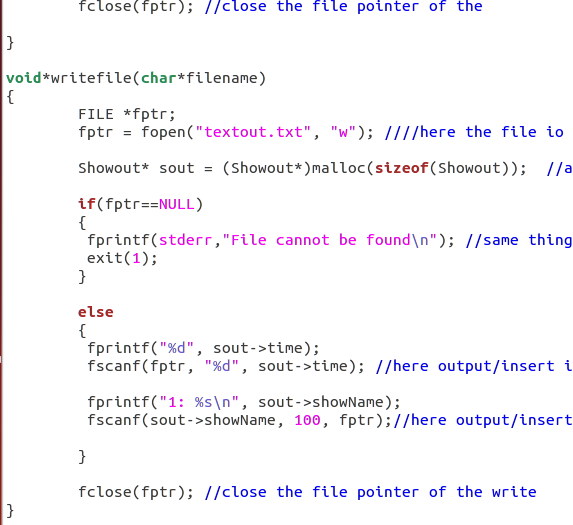 fclose(fptr); //close the file pointer of the
}
void*writefile(char*filename)
{
FILE *fptr;
fptr = fopen("textout.txt", "w"); ////here the file io
Showout* sout = (Showout*)malloc(sizeof(Showout));  //a
if(fptr==NULL)
{
fprintf(stderr,"File cannot be found\n"); //same thing
exit(1);
}
else
{
fprintf("%d", sout->time);
fscanf(fptr, "%d", sout->time); //here output/insert i
fprintf("1: %s\n", sout->showName);
fscanf(sout->showName, 100, fptr);//here output/insert
}
fclose(fptr); //close the file pointer of the write
}